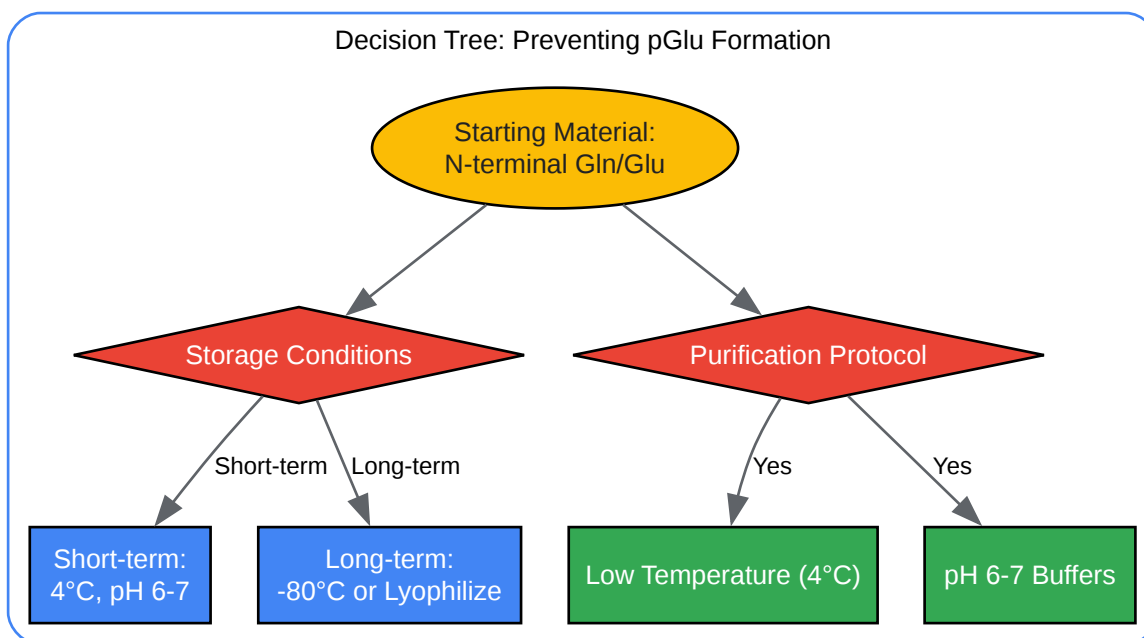 Decision Tree: Preventing pGlu Formation
Starting Material:
N-terminal Gln/Glu
Storage Conditions
Purification Protocol
Short-term
Long-term
Yes
Yes
Short-term:
4°C, pH 6-7
Long-term:
-80°C or Lyophilize
Low Temperature (4°C)
pH 6-7 Buffers